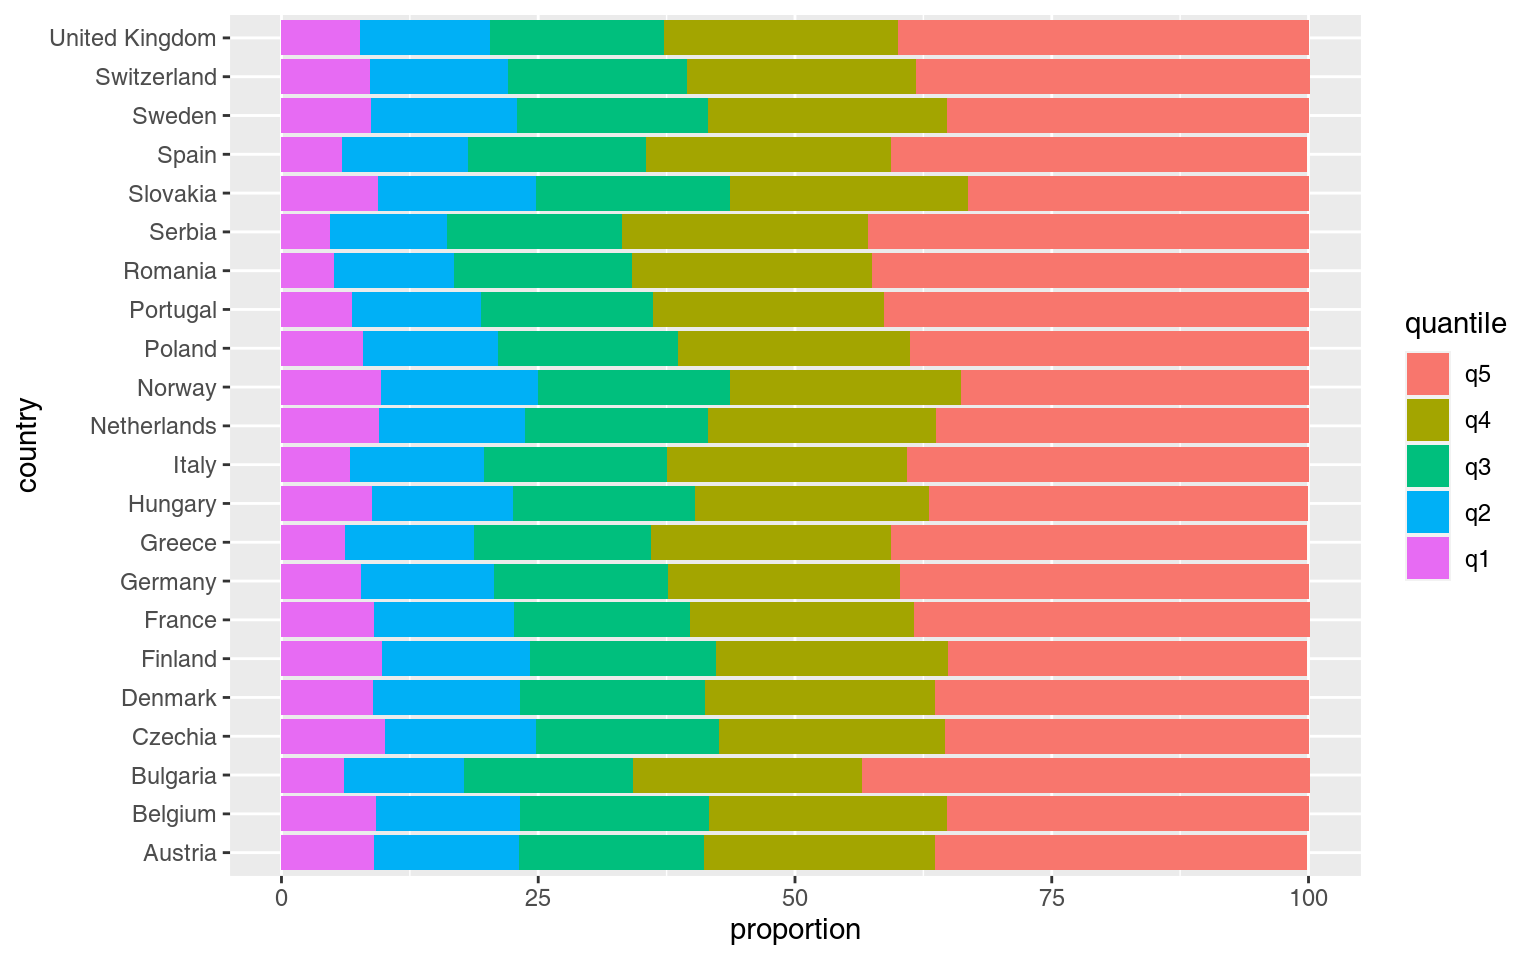 United Kingdom
Switzerland
Sweden
Spain
Slovakia
Serbia
Romania
Portugal
Poland
Norway
Netherlands
Italy
Hungary
Greece
Germany
France
Finland
Denmark
Czechia
Bulgaria
Belgium
Austria
country
0 25 50 75 100
proportion
quantile
q5
q4
q3
q2
q1